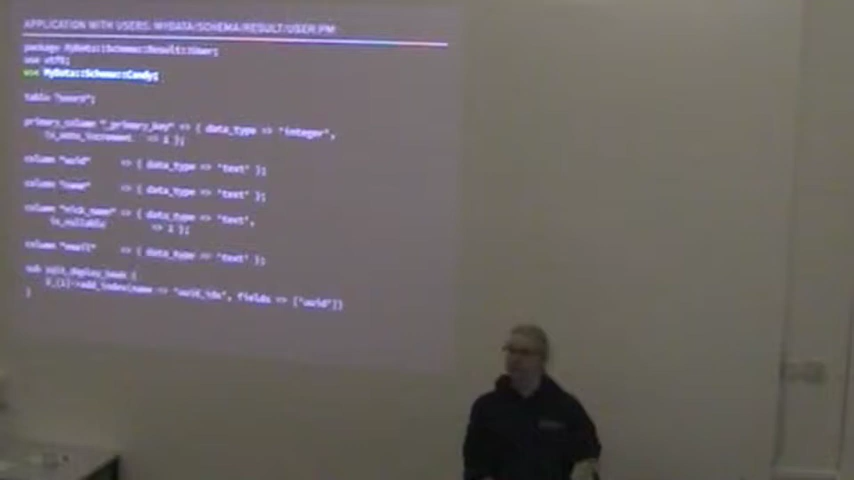 APPLICATION WITH USERS: MYDATA/SCHEMA/RESULT/USER.PM
package MyData::Schema::Result::User;
use utf8;
use MyData::Schema::Candy;
table "users";
primary_column "_primary_key" => { data_type => "integer",
is_auto_increment => 1 };
column "uuid" => { data_type => "text" };
column "name" => { data_type => "text" };
column "nick_name" => { data_type => "text",
is_nullable => 1 };
column "email" => { data_type => "text" };
sub sqlt_deploy_hook {
$_[1]->add_index(name => "uuid_idx", fields => ["uuid"])
}